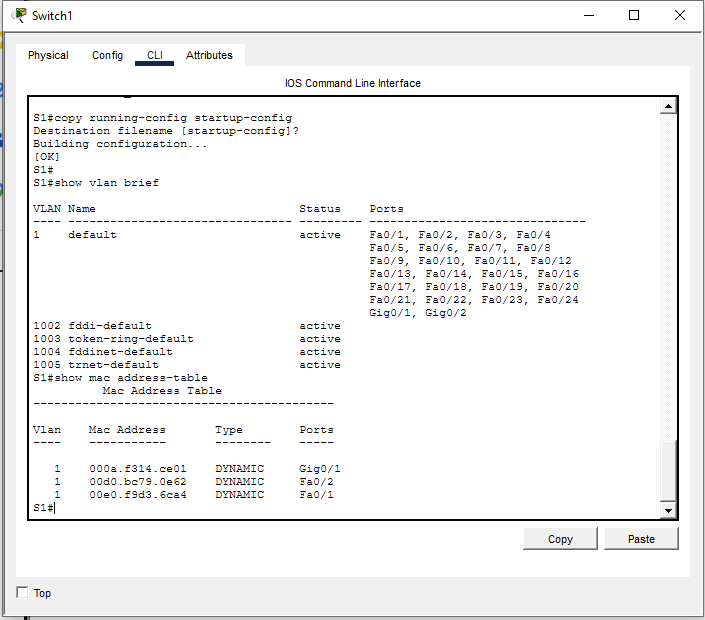 Switch1
Physical Config CLI Attributes
IOS Command Line Interface
S1#copy running-config startup-config
Destination filename [startup-config]?
Building configuration...
[OK]
S1#
S1#show vlan brief
VLAN Name Status Ports
---- -------------------------------- --------- -------------------------------
1 default active Fa0/1, Fa0/2, Fa0/3, Fa0/4
Fa0/5, Fa0/6, Fa0/7, Fa0/8
Fa0/9, Fa0/10, Fa0/11, Fa0/12
Fa0/13, Fa0/14, Fa0/15, Fa0/16
Fa0/17, Fa0/18, Fa0/19, Fa0/20
Fa0/21, Fa0/22, Fa0/23, Fa0/24
Gig0/1, Gig0/2
1002 fddi-default active
1003 token-ring-default active
1004 fddinet-default active
1005 trnet-default active
S1#show mac address-table
Mac Address Table
-------------------------------------------
Vlan Mac Address Type Ports
---- ----------- -------- -----
1 000a.f314.ce01 DYNAMIC Gig0/1
1 00d0.bc79.0e62 DYNAMIC Fa0/2
1 00e0.f9d3.6ca4 DYNAMIC Fa0/1
S1#
Copy Paste
Top